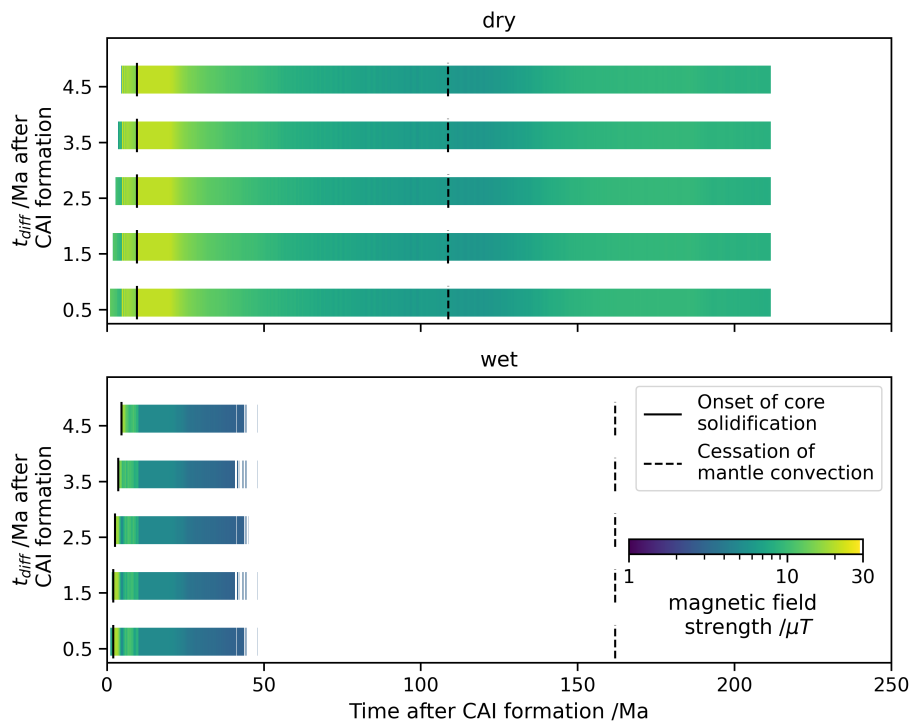 dry
t_diff /Ma after
CAI formation
4.5
3.5
2.5
1.5
0.5
wet
t_diff /Ma after
CAI formation
4.5
3.5
2.5
1.5
0.5
Onset of core
solidification
Cessation of
mantle convection
1 10 30
magnetic field
strength /μT
0 50 100 150 200 250
Time after CAI formation /Ma